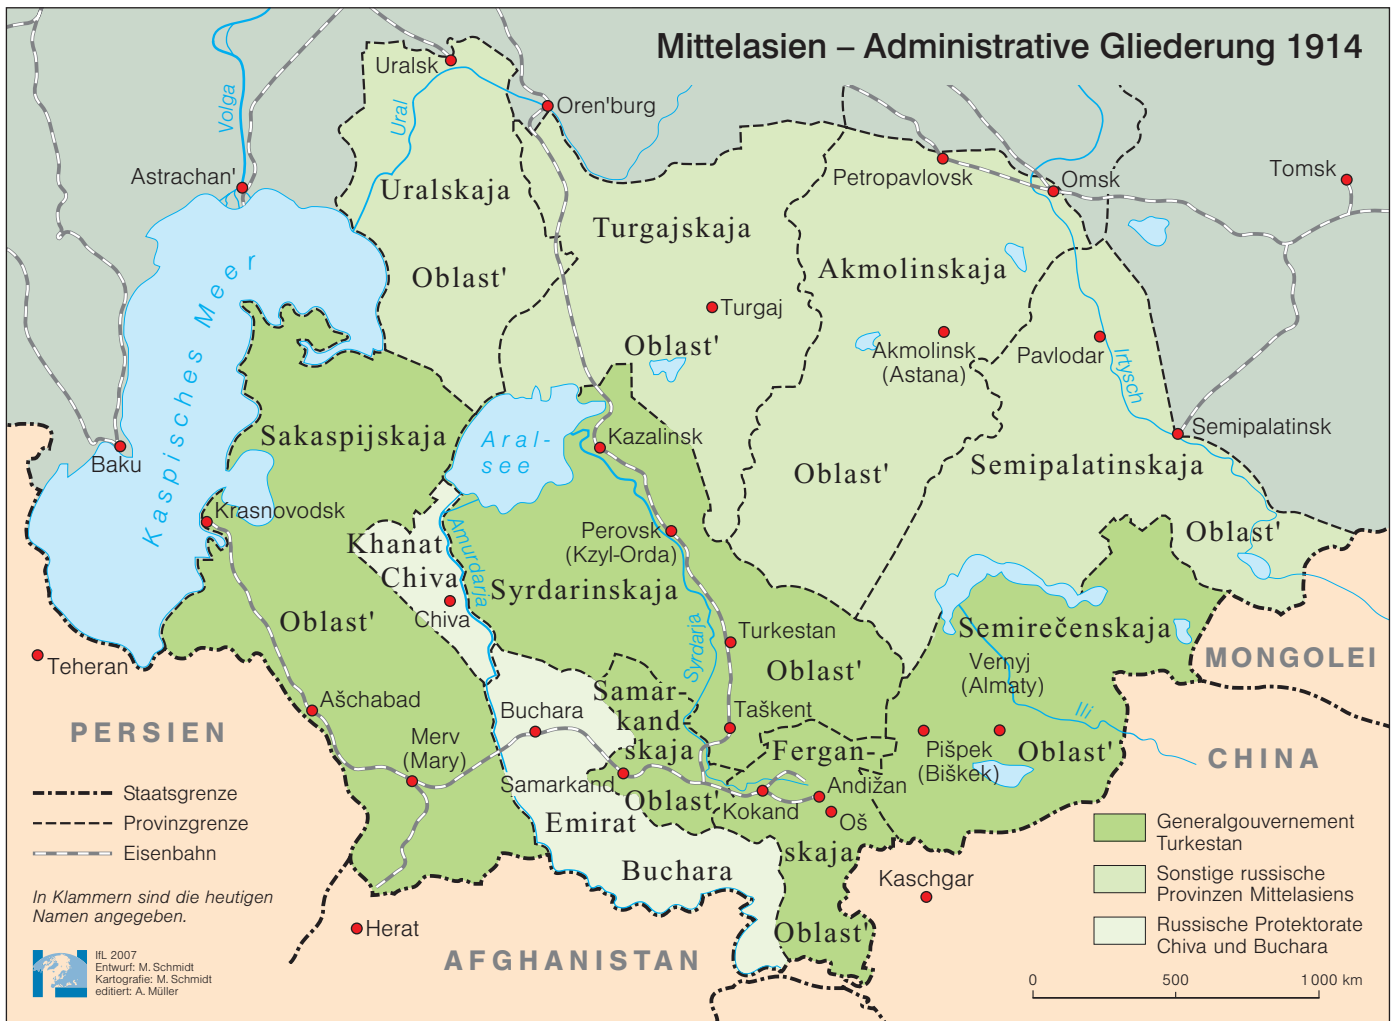 Mittelasien – Administrative Gliederung 1914
Uralsk
Oren'burg
Volga
Ural
Astrachan'
Petropavlovsk
Omsk
Tomsk
Uralskaja
Oblast'
Turgajskaja
Oblast'
Akmolinskaja
Oblast'
Turgaj
Akmolinsk
(Astana)
Pavlodar
Irtysch
Semipalatinsk
Semipalatinskaja
Oblast'
Kaspisches Meer
Baku
Sakaspijskaja
Oblast'
Aral-
see
Kazalinsk
Krasnovodsk
Khanat
Chiva
Chiva
Amurdarja
Perovsk
(Kzyl-Orda)
Syrdarinskaja
Oblast'
Syrdarja
Turkestan
Taškent
Semirečenskaja
Oblast'
Vernyj
(Almaty)
Ili
Pišpek
(Biškek)
MONGOLEI
CHINA
Teheran
PERSIEN
Ašchabad
Merv
(Mary)
Buchara
Samarkand
Samar-
kand-
skaja
Oblast'
Fergan-
skaja
Oblast'
Kokand
Andižan
Oš
Emirat
Buchara
Kaschgar
Herat
AFGHANISTAN
Staatsgrenze
Provinzgrenze
Eisenbahn
In Klammern sind die heutigen
Namen angegeben.
IfL 2007
Entwurf: M. Schmidt
Kartografie: M. Schmidt
editiert: A. Müller
Generalgouvernement
Turkestan
Sonstige russische
Provinzen Mittelasiens
Russische Protektorate
Chiva und Buchara
0 500 1 000 km